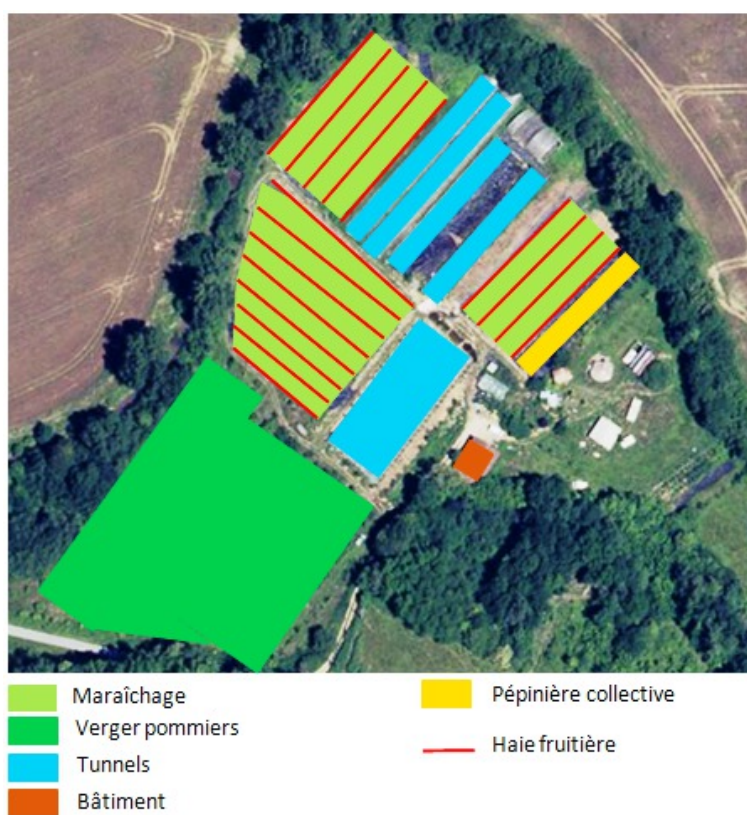 Maraîchage
Verger pommiers
Tunnels
Bâtiment
Pépinière collective
Haie fruitière